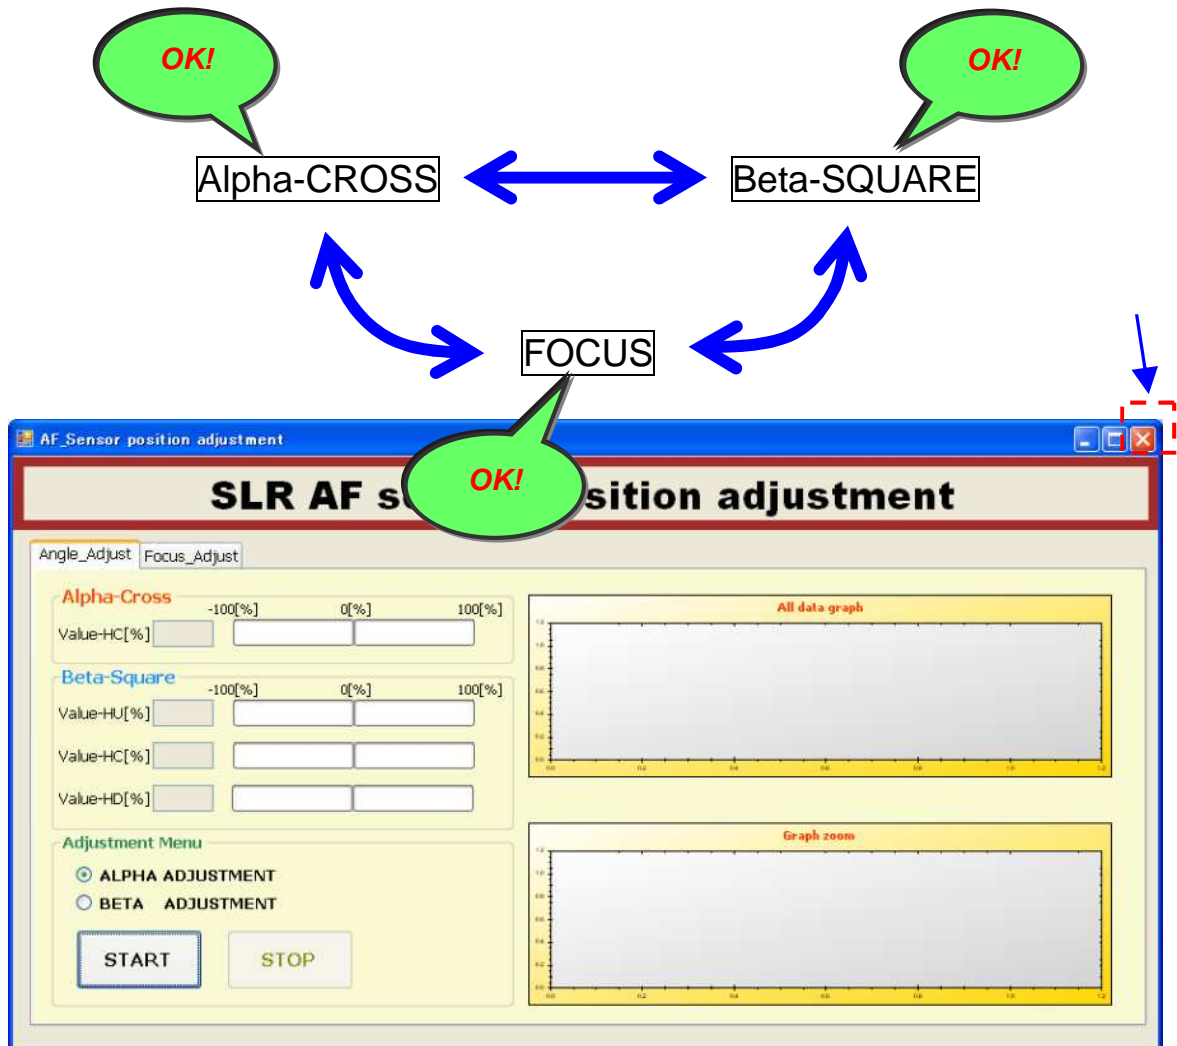 OK!
OK!
Alpha-CROSS
Beta-SQUARE
FOCUS
AF_Sensor position adjustment
OK!
SLR AF s sition adjustment
Angle_Adjust
Focus_Adjust
Alpha-Cross
-100[%] 0[%] 100[%]
Value-HC[%]
Beta-Square
-100[%] 0[%] 100[%]
Value-HU[%]
Value-HC[%]
Value-HD[%]
Adjustment Menu
ALPHA ADJUSTMENT
BETA ADJUSTMENT
START
STOP
All data graph
Graph zoom